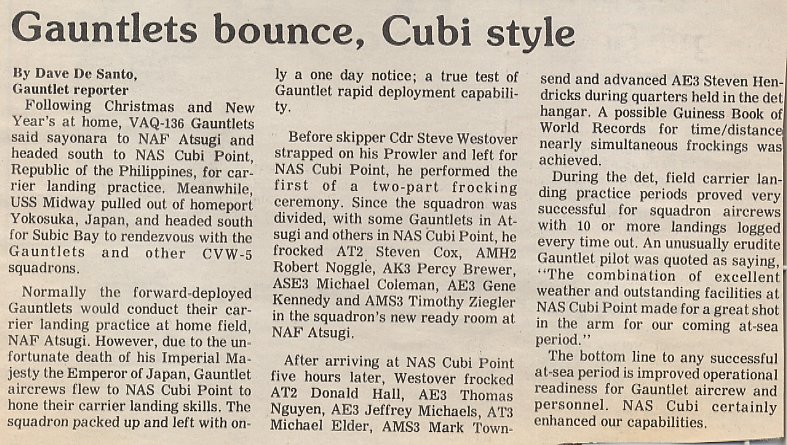 Gauntlets bounce, Cubi style
By Dave De Santo,
Gauntlet reporter
Following Christmas and New
Year's at home, VAQ-136 Gauntlets
said sayonara to NAF Atsugi and
headed south to NAS Cubi Point,
Republic of the Philippines, for car-
rier landing practice. Meanwhile,
USS Midway pulled out of homeport
Yokosuka, Japan, and headed south
for Subic Bay to rendezvous with the
Gauntlets and other CVW-5
squadrons.
Normally the forward-deployed
Gauntlets would conduct their car-
rier landing practice at home field,
NAF Atsugi. However, due to the un-
fortunate death of his Imperial Ma-
jesty the Emperor of Japan, Gauntlet
aircrews flew to NAS Cubi Point to
hone their carrier landing skills. The
squadron packed up and left with on-
ly a one day notice; a true test of
Gauntlet rapid deployment capabili-
ty.
Before skipper Cdr Steve Westover
strapped on his Prowler and left for
NAS Cubi Point, he performed the
first of a two-part frocking
ceremony. Since the squadron was
divided, with some Gauntlets in At-
sugi and others in NAS Cubi Point, he
frocked AT2 Steven Cox, AMH2
Robert Noggle, AK3 Percy Brewer,
ASE3 Michael Coleman, AE3 Gene
Kennedy and AMS3 Timothy Ziegler
in the squadron's new ready room at
NAF Atsugi.
After arriving at NAS Cubi Point
five hours later, Westover frocked
AT2 Donald Hall, AE3 Thomas
Nguyen, AE3 Jeffrey Michaels, AT3
Michael Elder, AMS3 Mark Town-
send and advanced AE3 Steven Hen-
dricks during quarters held in the det
hangar. A possible Guiness Book of
World Records for time/distance
nearly simultaneous frockings was
achieved.
During the det, field carrier lan-
ding practice periods proved very
successful for squadron aircrews
with 10 or more landings logged
every time out. An unusually erudite
Gauntlet pilot was quoted as saying,
"The combination of excellent
weather and outstanding facilities at
NAS Cubi Point made for a great shot
in the arm for our coming at-sea
period."
The bottom line to any successful
at-sea period is improved operational
readiness for Gauntlet aircrew and
personnel. NAS Cubi certainly
enhanced our capabilities.